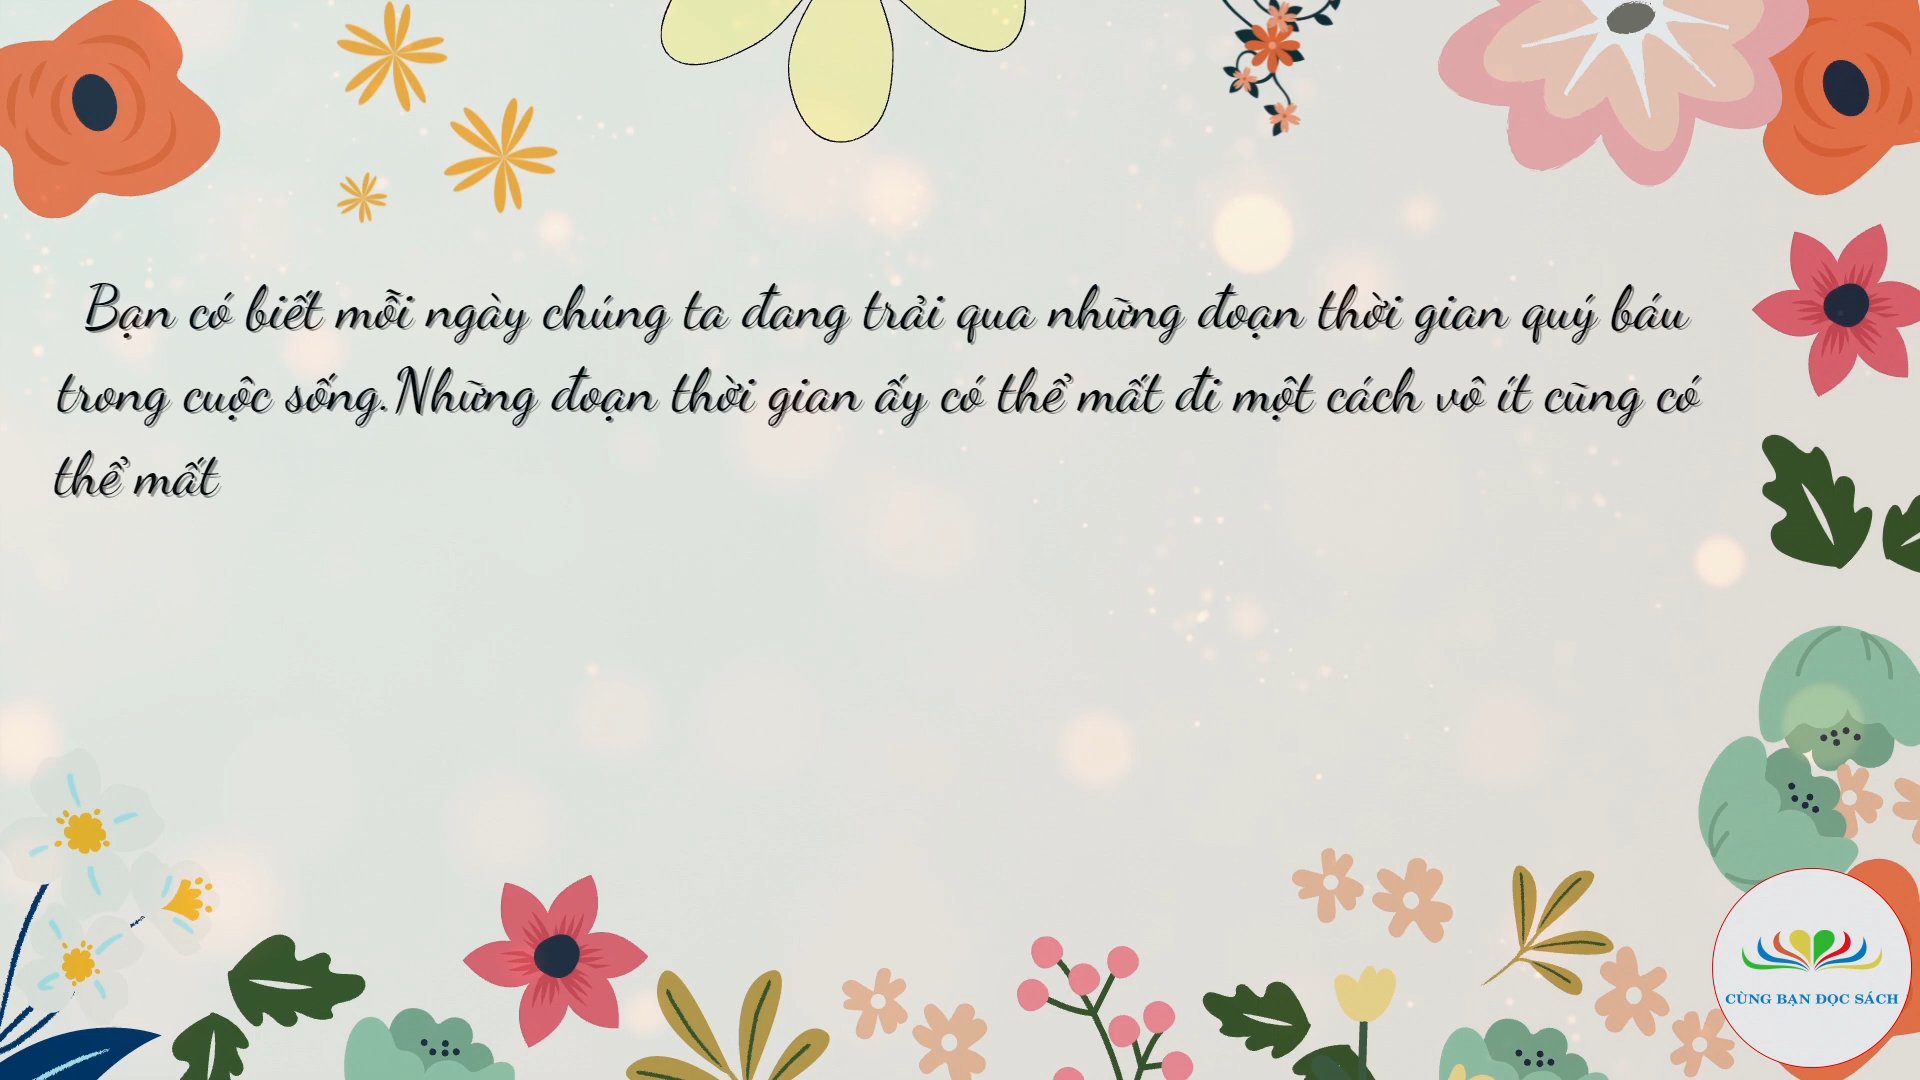 Bạn có biết mỗi ngày chúng ta đang trải qua những đoạn thời gian quý báu
trong cuộc sống.Những đoạn thời gian ấy có thể mất đi một cách vô ít cũng có
thể mất
CÙNG BẠN ĐỌC SÁCH